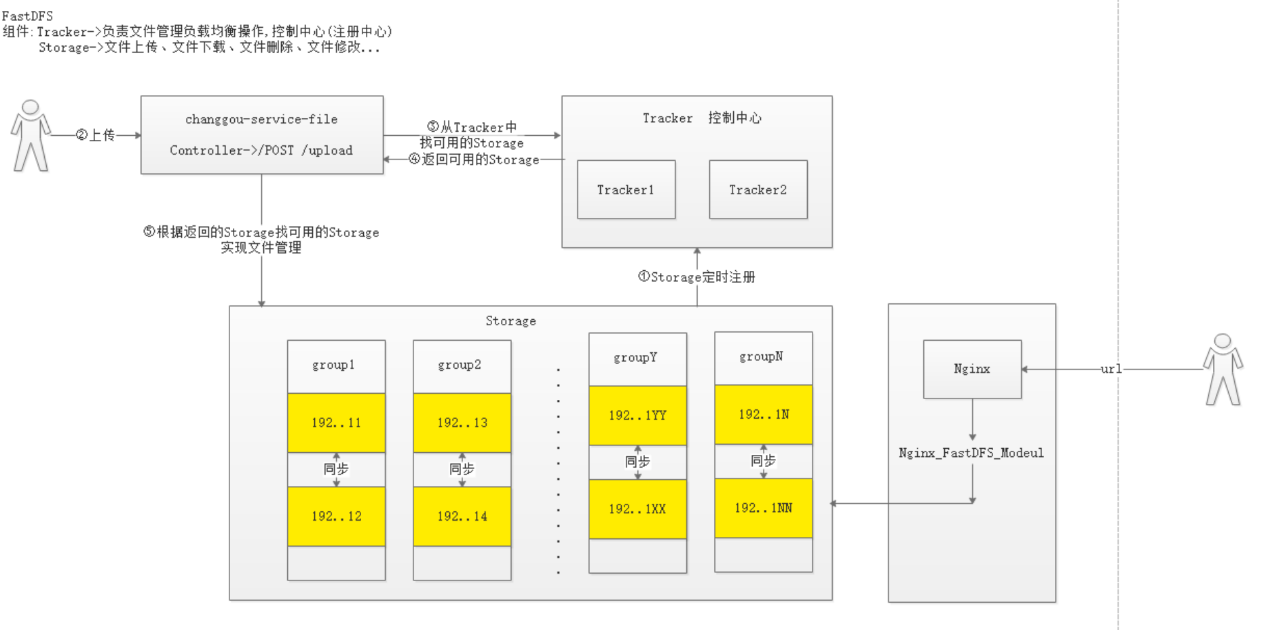 FastDFS
组件:Tracker->负责文件管理负载均衡操作,控制中心(注册中心)
Storage->文件上传、文件下载、文件删除、文件修改...
②上传
changgou-service-file
Controller->/POST /upload
③从Tracker中
找可用的Storage
④返回可用的Storage
Tracker 控制中心
Tracker1
Tracker2
⑤根据返回的Storage找可用的Storage
实现文件管理
①Storage定时注册
Storage
group1
192..11
同步
192..12
group2
192..13
同步
192..14
groupY
192..1YY
同步
192..1XX
groupN
192..1N
同步
192..1NN
Nginx
url
Nginx_FastDFS_Modeul